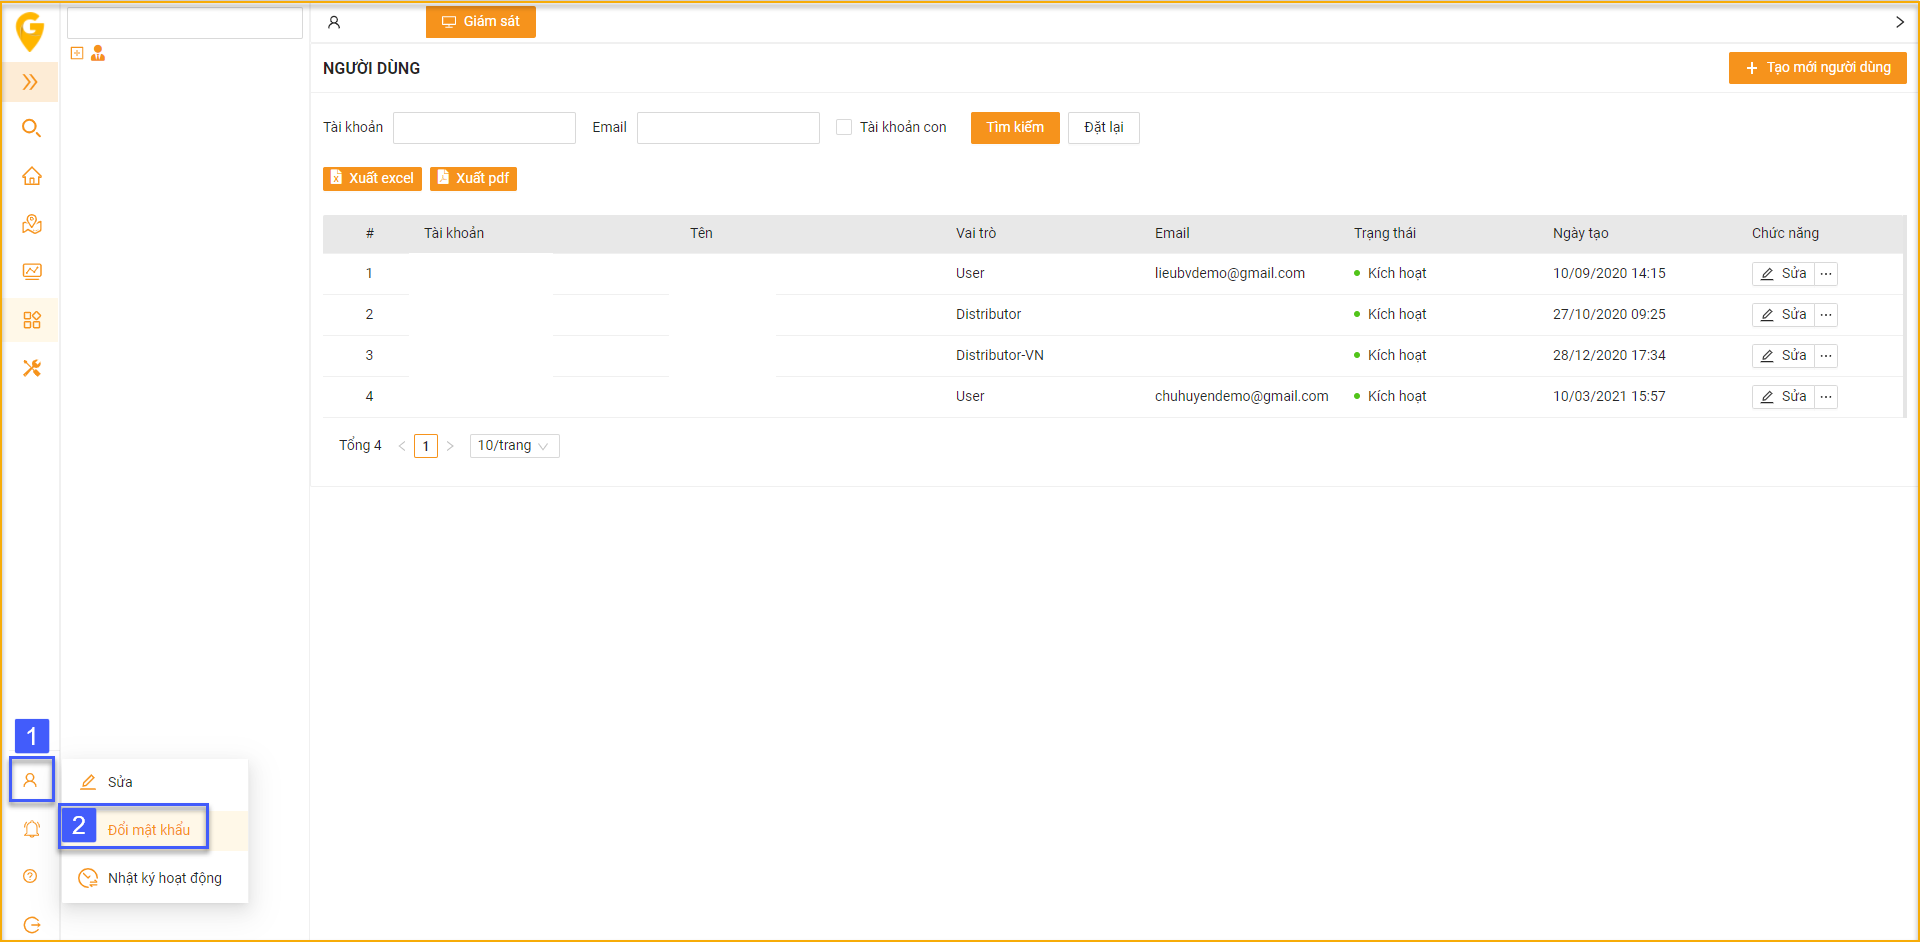 G
Giám sát
NGƯỜI DÙNG
Tạo mới người dùng
Tài khoản
Email
Tài khoản con
Tìm kiếm
Đặt lại
Xuất excel
Xuất pdf
# Tài khoản Tên Vai trò Email Trạng thái Ngày tạo Chức năng
1 User lieubvdemo@gmail.com Kích hoạt 10/09/2020 14:15 Sửa
2 Distributor Kích hoạt 27/10/2020 09:25 Sửa
3 Distributor-VN Kích hoạt 28/12/2020 17:34 Sửa
4 User chuhuyendemo@gmail.com Kích hoạt 10/03/2021 15:57 Sửa
Tổng 4 < 1 > 10/trang
1
Sửa
2 Đổi mật khẩu
Nhật ký hoạt động